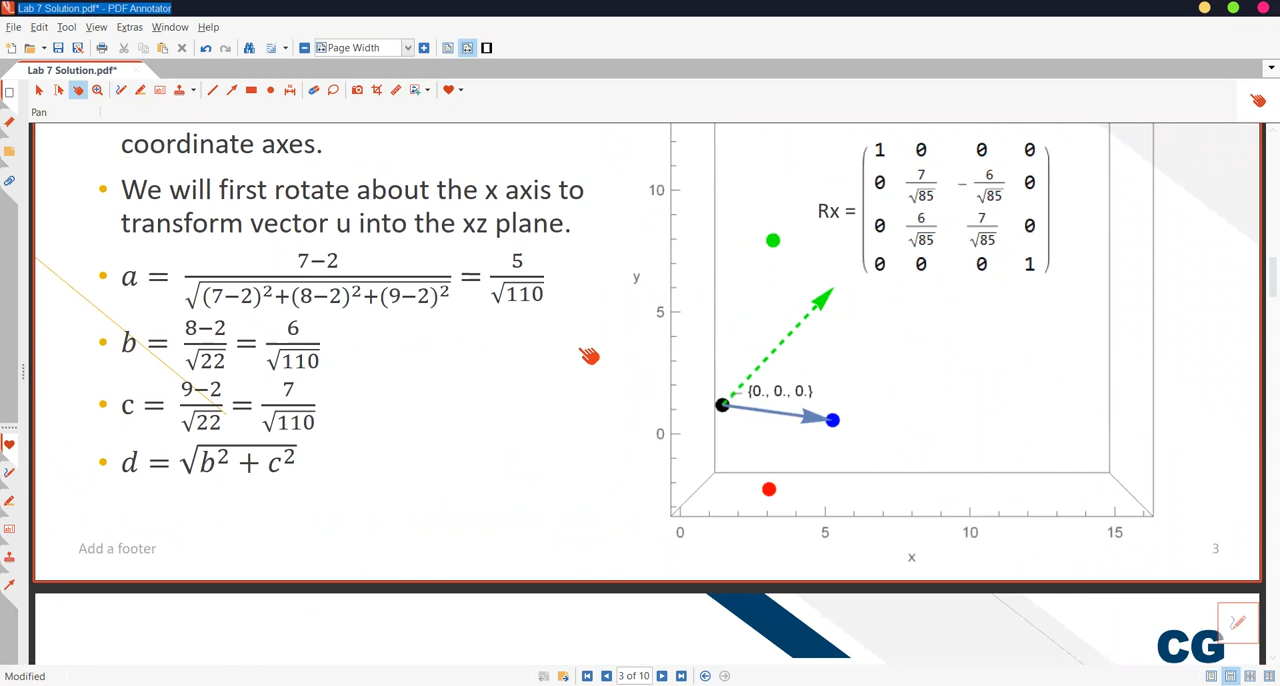 Lab 7 Solution.pdf* - PDF Annotator
File Edit Tool View Extras Window Help
Page Width
Lab 7 Solution.pdf*
Pan
coordinate axes.
• We will first rotate about the x axis to
transform vector u into the xz plane.
• a = (7−2)/√((7−2)²+(8−2)²+(9−2)²) = 5/√110
• b = (8−2)/√22 = 6/√110
• c = (9−2)/√22 = 7/√110
• d = √(b² + c²)
Add a footer
Rx =
1 0 0 0
0 7/√85 − 6/√85 0
0 6/√85 7/√85 0
0 0 0 1
10
y
5
{0., 0., 0.}
0
0 5 10 15
x
3
CG
Modified
3 of 10